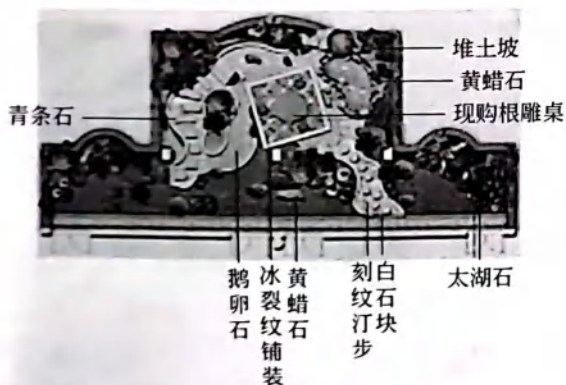 堆土坡
黄蜡石
现购根雕桌
青条石
鹅卵石
冰裂纹铺装
黄蜡石
刻纹汀步
白石块
太湖石